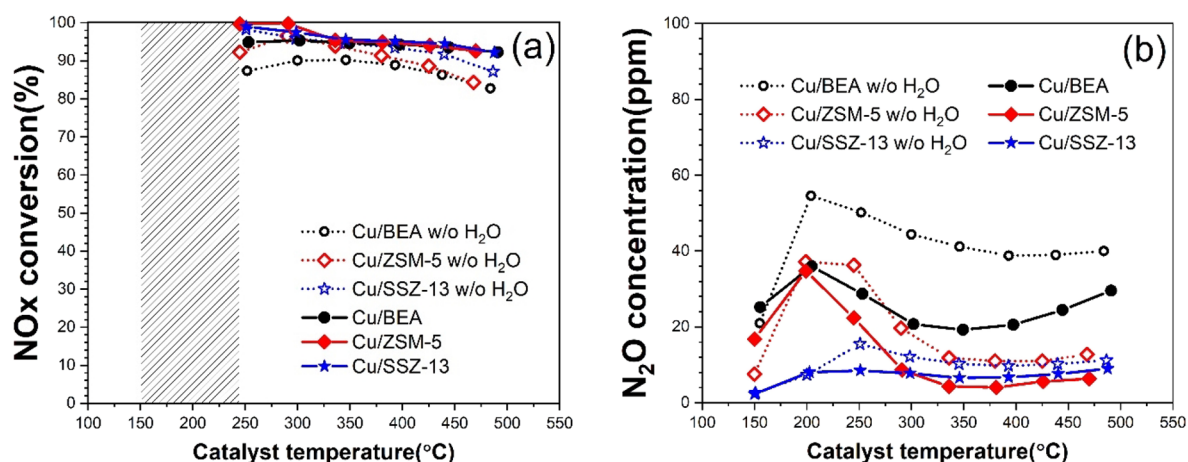 (a)
NOx conversion(%)
100
90
80
70
60
50
40
30
20
10
0
Cu/BEA w/o H₂O
Cu/ZSM-5 w/o H₂O
Cu/SSZ-13 w/o H₂O
Cu/BEA
Cu/ZSM-5
Cu/SSZ-13
100 150 200 250 300 350 400 450 500 550
Catalyst temperature(°C)
(b)
N₂O concentration(ppm)
100
80
60
40
20
0
Cu/BEA w/o H₂O Cu/BEA
Cu/ZSM-5 w/o H₂O Cu/ZSM-5
Cu/SSZ-13 w/o H₂O Cu/SSZ-13
100 150 200 250 300 350 400 450 500 550
Catalyst temperature(°C)